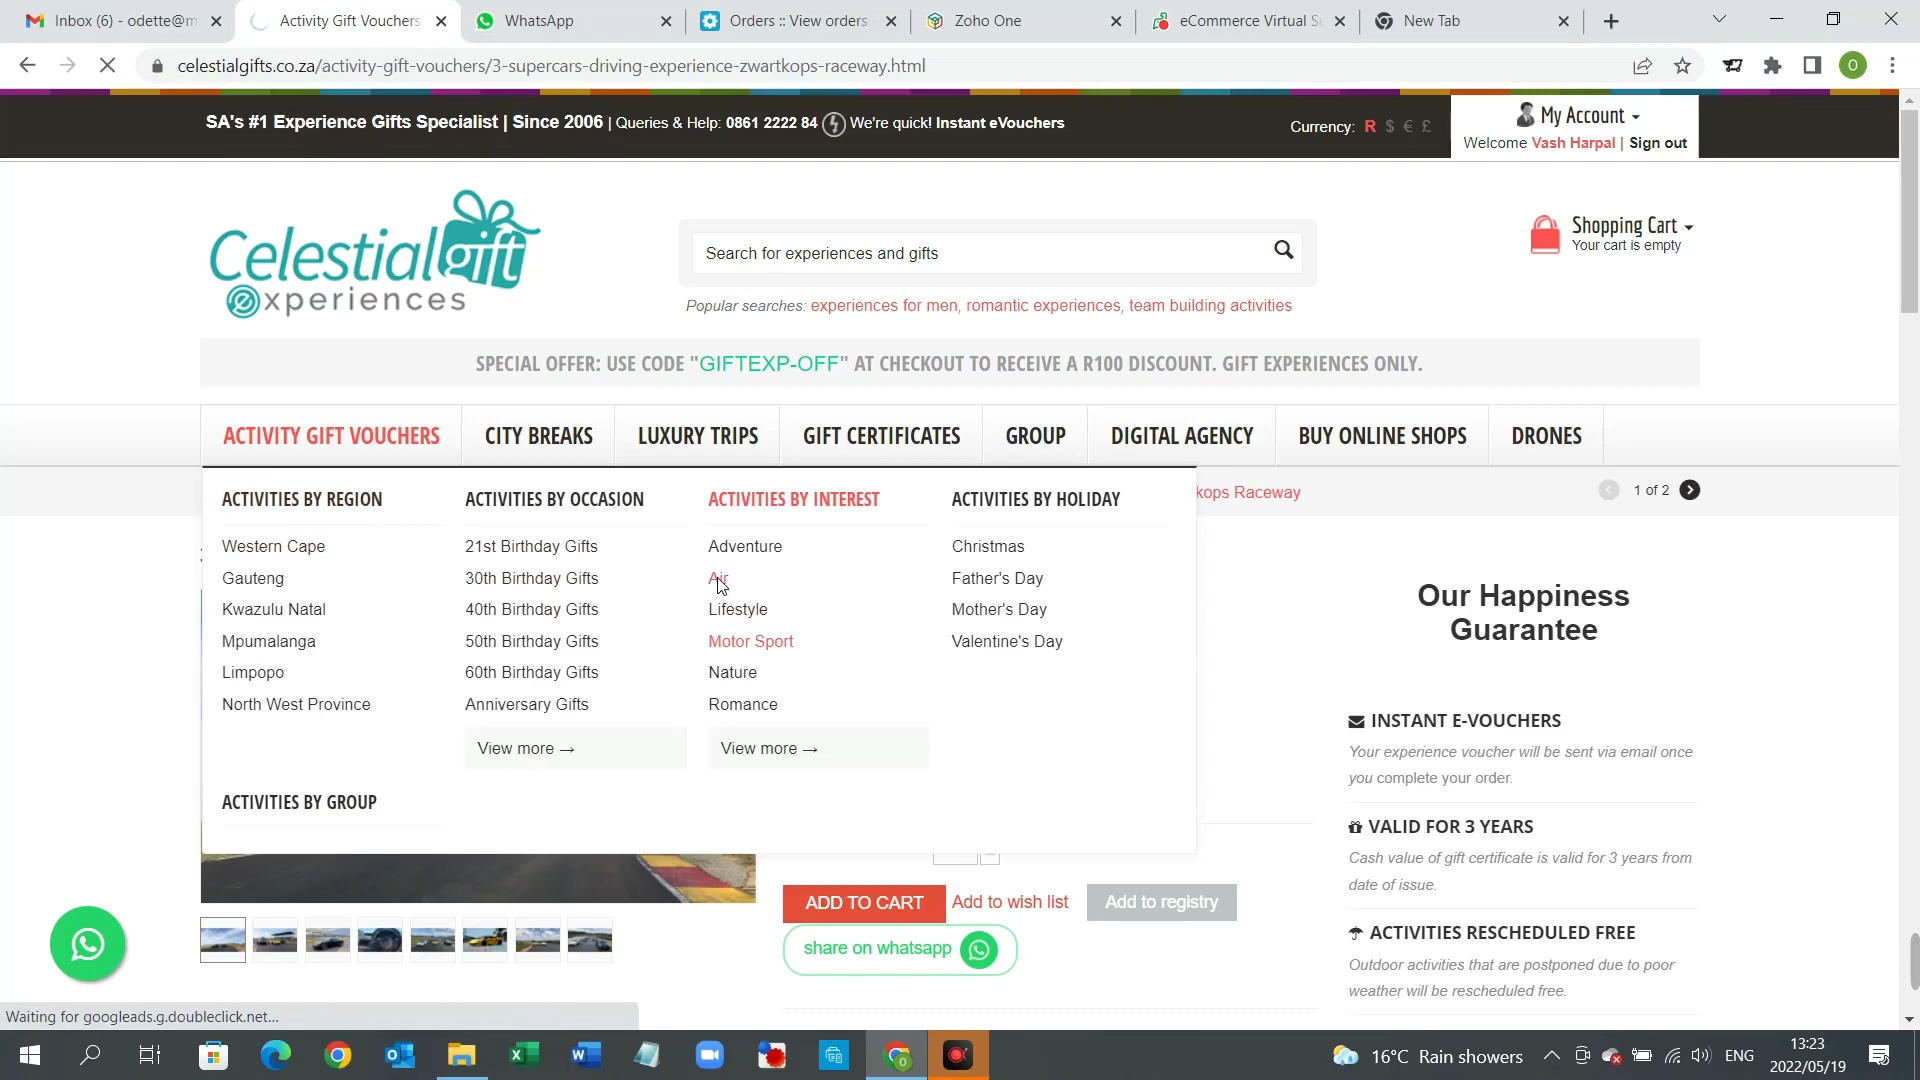 Inbox (6) - odette@m
Activity Gift Vouchers
WhatsApp
Orders :: View orders
Zoho One
eCommerce Virtual Se
New Tab
celestialgifts.co.za/activity-gift-vouchers/3-supercars-driving-experience-zwartkops-raceway.html
O
SA's #1 Experience Gifts Specialist | Since 2006 | Queries & Help: 0861 2222 84 We're quick! Instant eVouchers
Currency: R $ € £
My Account
Welcome Vash Harpal | Sign out
Celestial gift
experiences
Search for experiences and gifts
Popular searches: experiences for men, romantic experiences, team building activities
Shopping Cart
Your cart is empty
SPECIAL OFFER: USE CODE "GIFTEXP-OFF" AT CHECKOUT TO RECEIVE A R100 DISCOUNT. GIFT EXPERIENCES ONLY.
ACTIVITY GIFT VOUCHERS CITY BREAKS LUXURY TRIPS GIFT CERTIFICATES GROUP DIGITAL AGENCY BUY ONLINE SHOPS DRONES
kops Raceway
1 of 2
ACTIVITIES BY REGION
Western Cape
Gauteng
Kwazulu Natal
Mpumalanga
Limpopo
North West Province
ACTIVITIES BY OCCASION
21st Birthday Gifts
30th Birthday Gifts
40th Birthday Gifts
50th Birthday Gifts
60th Birthday Gifts
Anniversary Gifts
View more →
ACTIVITIES BY INTEREST
Adventure
Air
Lifestyle
Motor Sport
Nature
Romance
View more →
ACTIVITIES BY HOLIDAY
Christmas
Father's Day
Mother's Day
Valentine's Day
ACTIVITIES BY GROUP
ADD TO CART
Add to wish list
Add to registry
share on whatsapp
Our Happiness
Guarantee
INSTANT E-VOUCHERS
Your experience voucher will be sent via email once
you complete your order.
VALID FOR 3 YEARS
Cash value of gift certificate is valid for 3 years from
date of issue.
ACTIVITIES RESCHEDULED FREE
Outdoor activities that are postponed due to poor
weather will be rescheduled free.
Waiting for googleads.g.doubleclick.net...
16°C Rain showers
ENG
13:23
2022/05/19